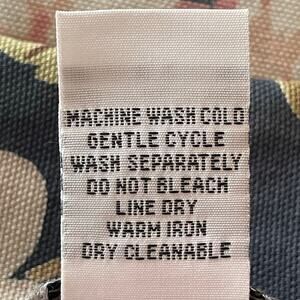 MACHINE WASH COLD
GENTLE CYCLE
WASH SEPARATELY
DO NOT BLEACH
LINE DRY
WARM IRON
DRY CLEANABLE